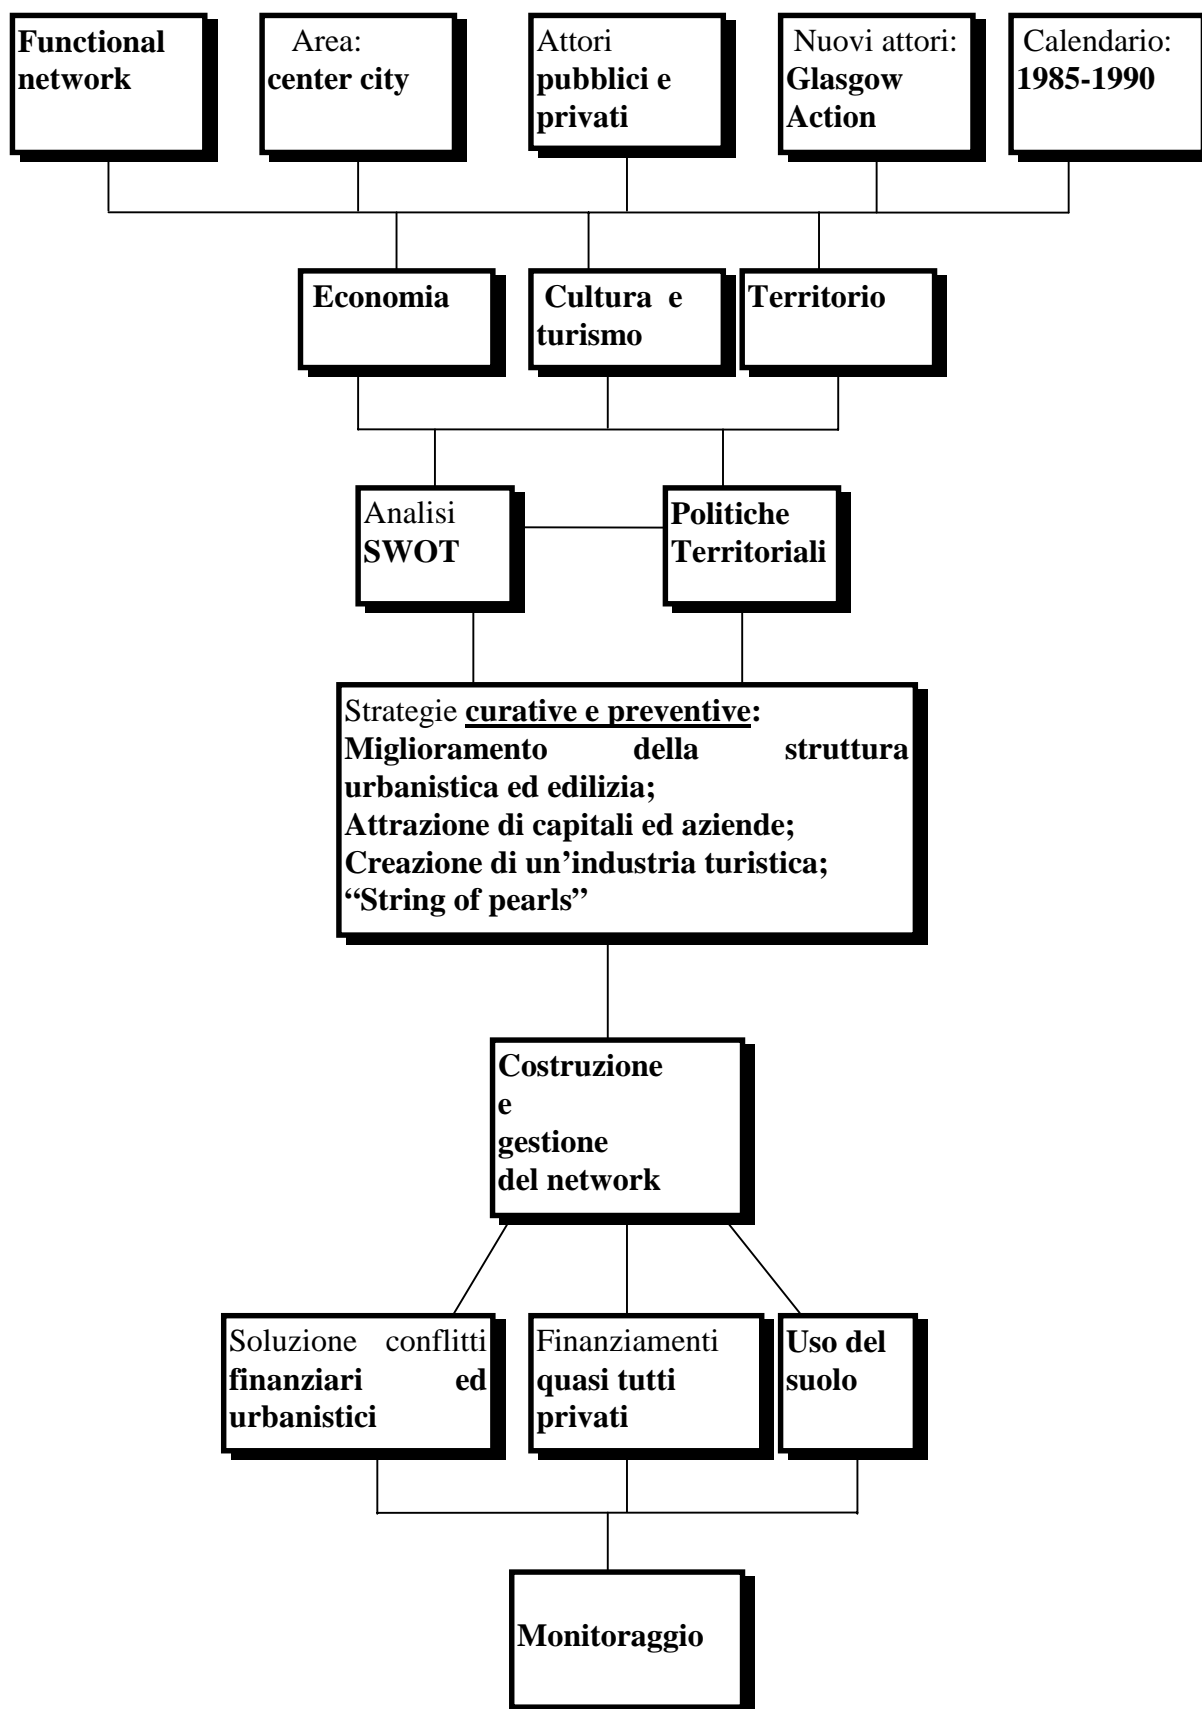 Functional
network
Area:
center city
Attori
pubblici e
privati
Nuovi attori:
Glasgow
Action
Calendario:
1985-1990
Economia
Cultura e
turismo
Territorio
Analisi
SWOT
Politiche
Territoriali
Strategie curative e preventive:
Miglioramento della struttura
urbanistica ed edilizia;
Attrazione di capitali ed aziende;
Creazione di un’industria turistica;
“String of pearls”
Costruzione
e
gestione
del network
Soluzione conflitti
finanziari ed
urbanistici
Finanziamenti
quasi tutti
privati
Uso del
suolo
Monitoraggio